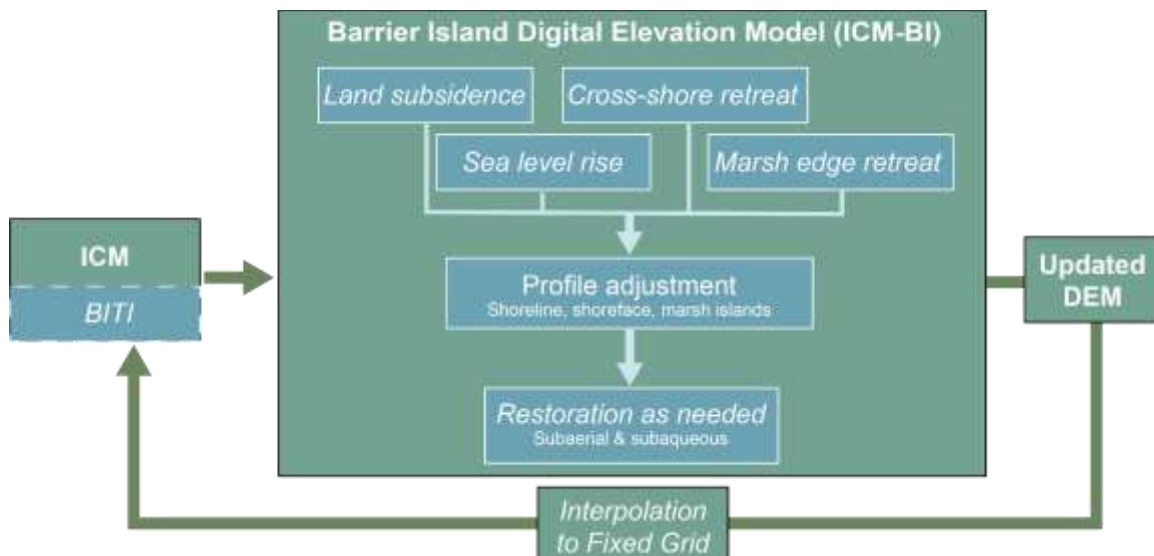 Barrier Island Digital Elevation Model (ICM-BI)
Land subsidence
Cross-shore retreat
Sea level rise
Marsh edge retreat
ICM
BITI
Profile adjustment
Shoreline, shoreface, marsh islands
Updated
DEM
Restoration as needed
Subaerial & subaqueous
Interpolation
to Fixed Grid